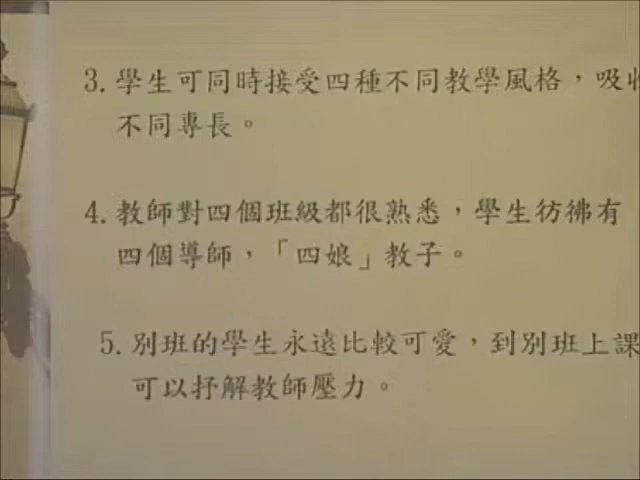 3. 學生可同時接受四種不同教學風格，吸收
不同專長。
4. 教師對四個班級都很熟悉，學生彷彿有
四個導師，「四娘」教子。
5. 別班的學生永遠比較可愛，到別班上課
可以抒解教師壓力。